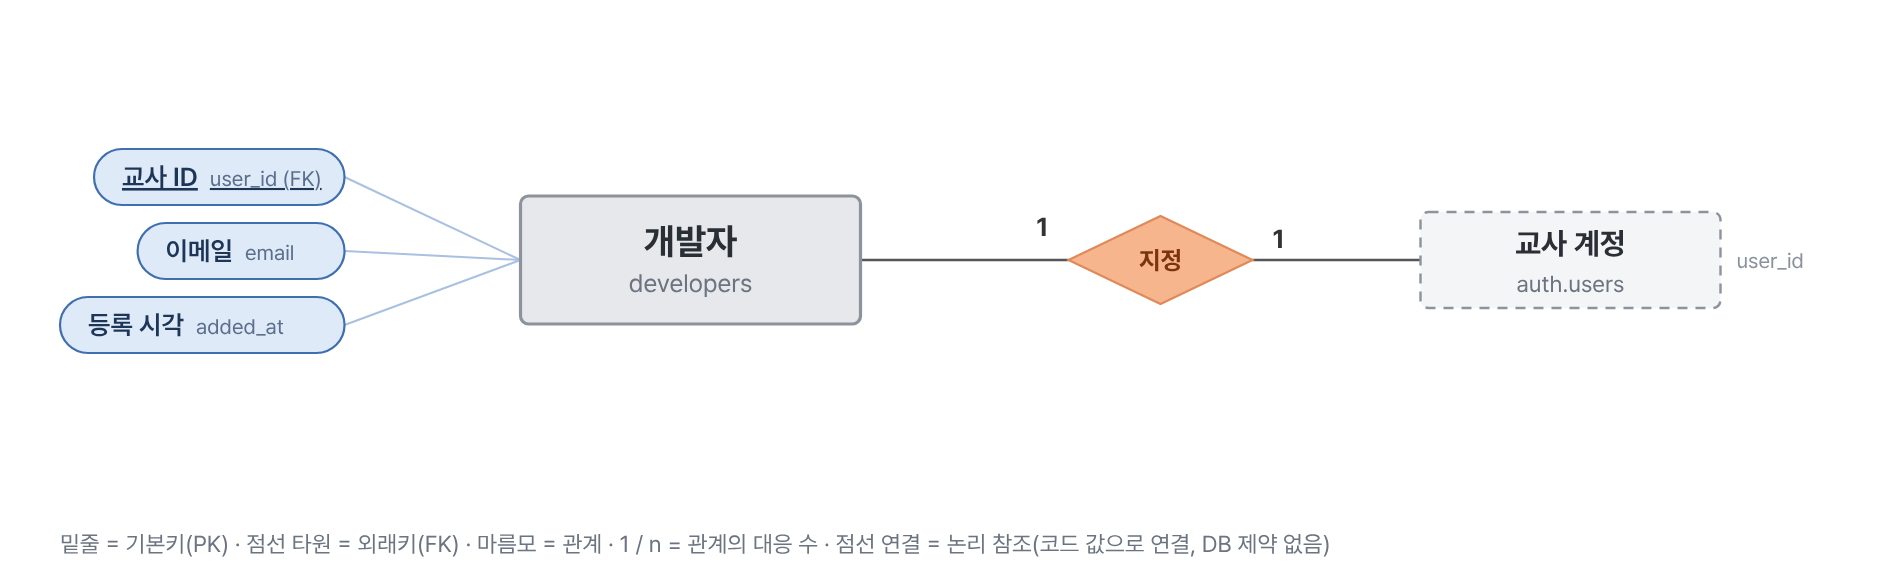 교사 ID user_id (FK)
이메일 email
등록 시각 added_at
개발자
developers
1
지정
1
교사 계정
auth.users
user_id
밑줄 = 기본키(PK) · 점선 타원 = 외래키(FK) · 마름모 = 관계 · 1 / n = 관계의 대응 수 · 점선 연결 = 논리 참조(코드 값으로 연결, DB 제약 없음)